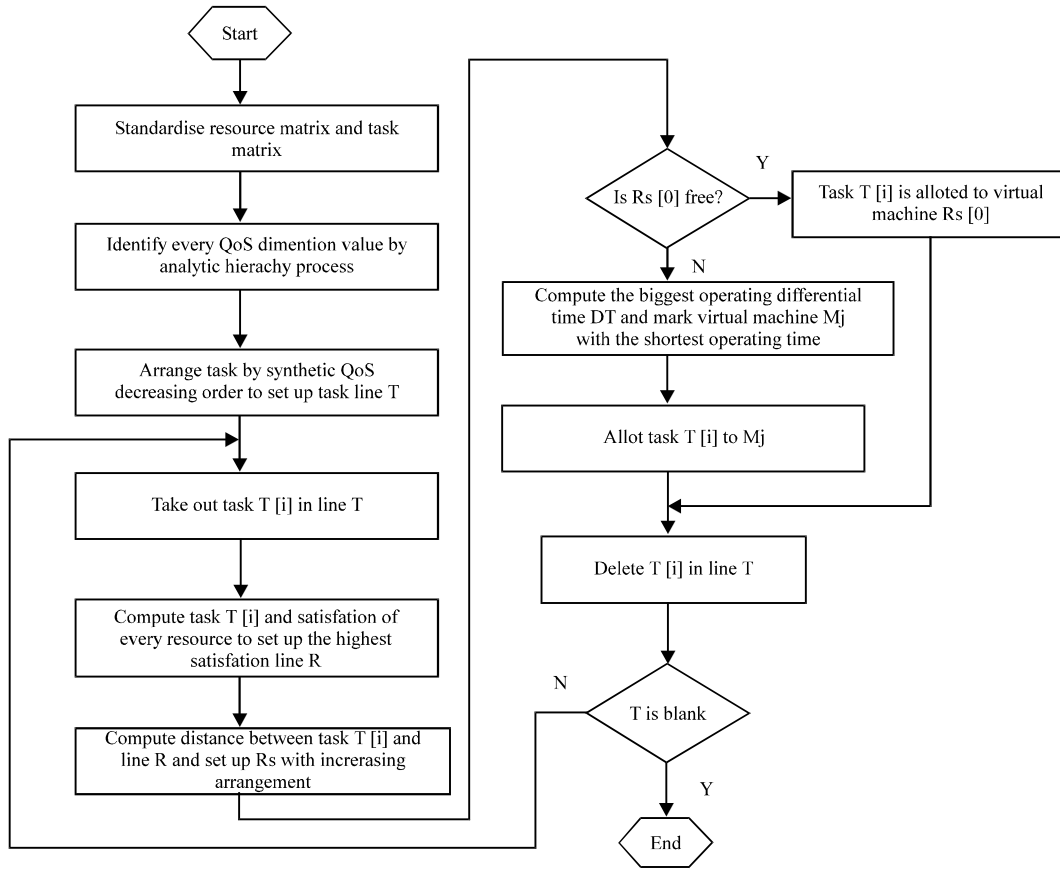 Start
Standardise resource matrix and task
matrix
Identify every QoS dimention value by
analytic hierachy process
Arrange task by synthetic QoS
decreasing order to set up task line T
Take out task T [i] in line T
Compute task T [i] and satisfation of
every resource to set up the highest
satisfation line R
Compute distance between task T [i] and
line R and set up Rs with increrasing
arrangement
Is Rs [0] free?
Y
Task T [i] is alloted to virtual
machine Rs [0]
N
Compute the biggest operating differential
time DT and mark virtual machine Mj
with the shortest operating time
Allot task T [i] to Mj
Delete T [i] in line T
T is blank
N
Y
End